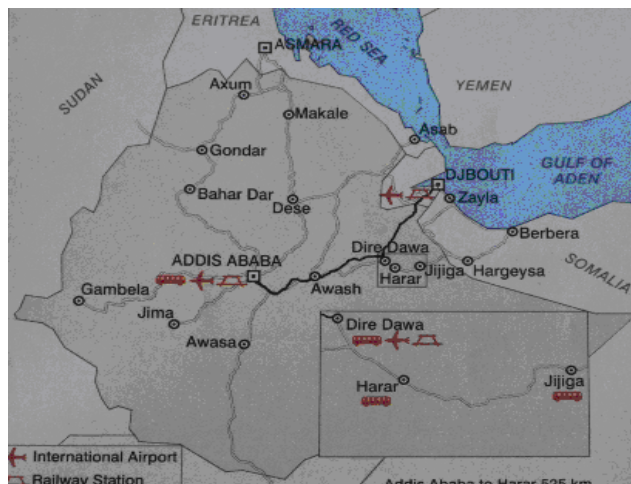 ERITREA
RED SEA
ASMARA
SUDAN
YEMEN
Axum
Makale
Asab
Gondar
GULF OF
ADEN
DJBOUTI
Bahar Dar
Zayla
Dese
Berbera
Dire Dawa
ADDIS ABABA
SOMALIA
Jijiga
Hargeysa
Harar
Awash
Gambela
Jima
Awasa
Dire Dawa
Harar
Jijiga
International Airport
Railway Station
Addis Ababa to Harar 525 km